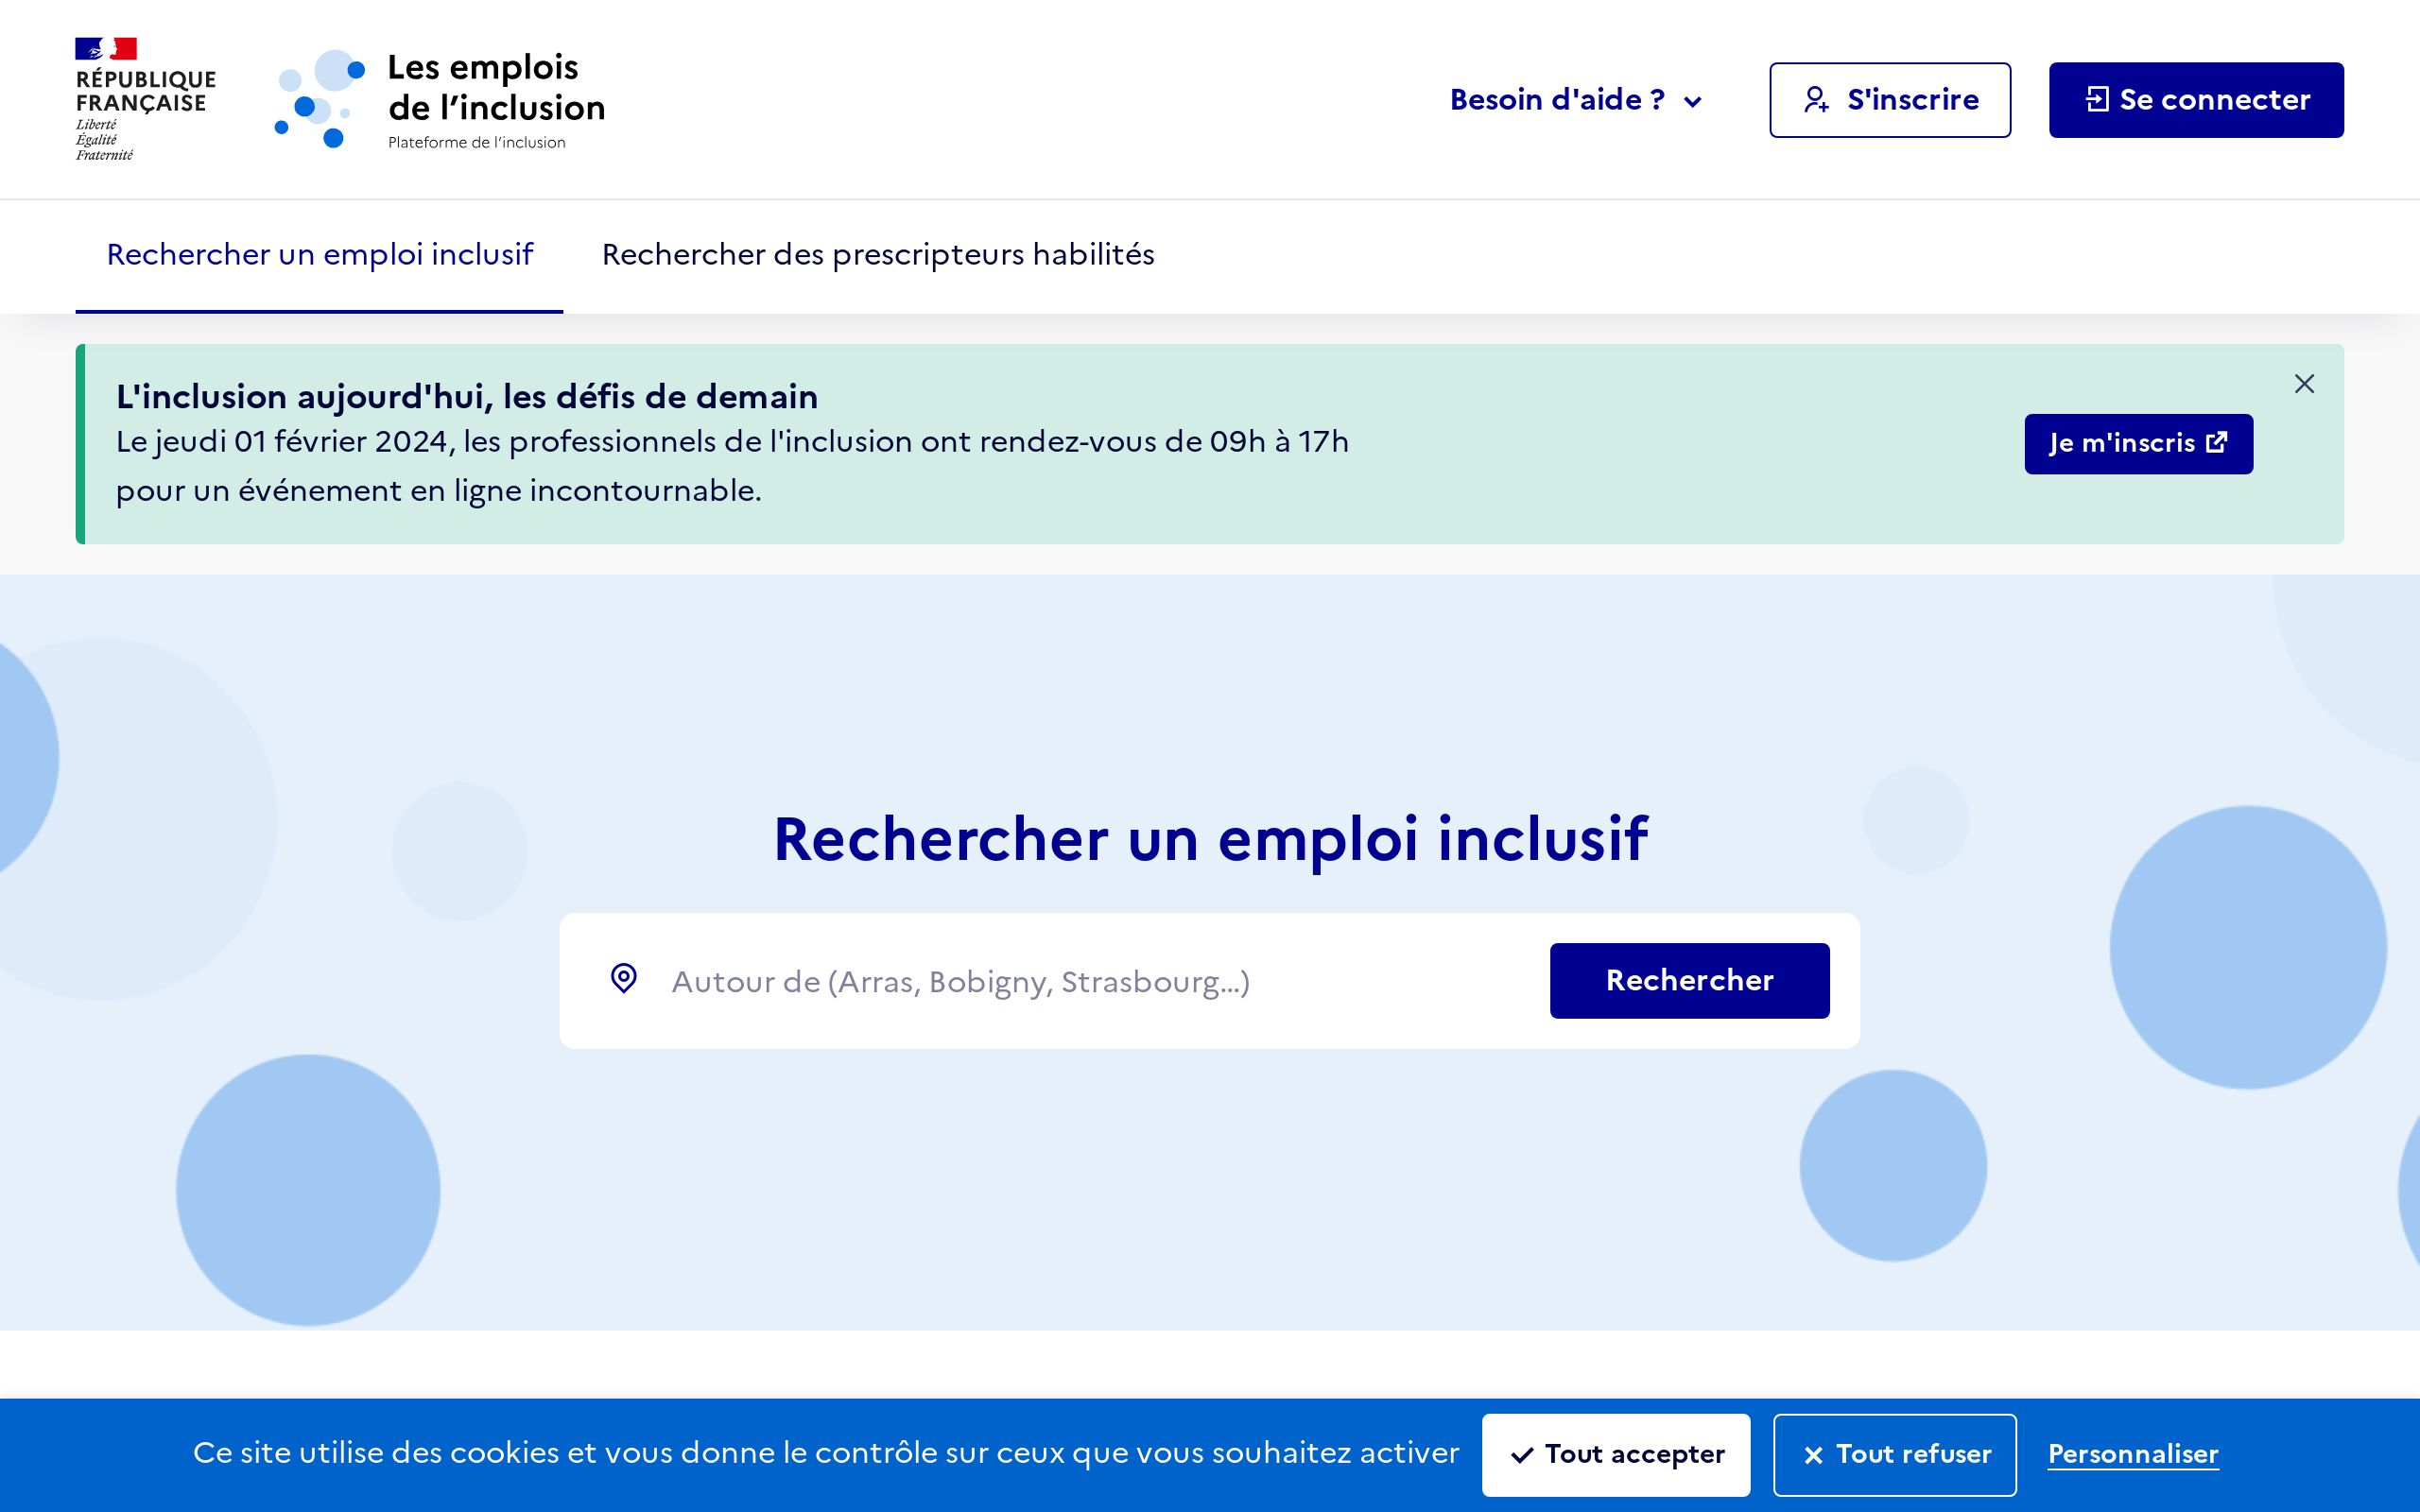 RÉPUBLIQUE
FRANÇAISE
Liberté
Égalité
Fraternité
Les emplois
de l’inclusion
Plateforme de l’inclusion
Besoin d'aide ?
S'inscrire
Se connecter
Rechercher un emploi inclusif
Rechercher des prescripteurs habilités
L'inclusion aujourd'hui, les défis de demain
Le jeudi 01 février 2024, les professionnels de l'inclusion ont rendez-vous de 09h à 17h
pour un événement en ligne incontournable.
Je m'inscris
Rechercher un emploi inclusif
Autour de (Arras, Bobigny, Strasbourg…)
Rechercher
Ce site utilise des cookies et vous donne le contrôle sur ceux que vous souhaitez activer
Tout accepter
Tout refuser
Personnaliser